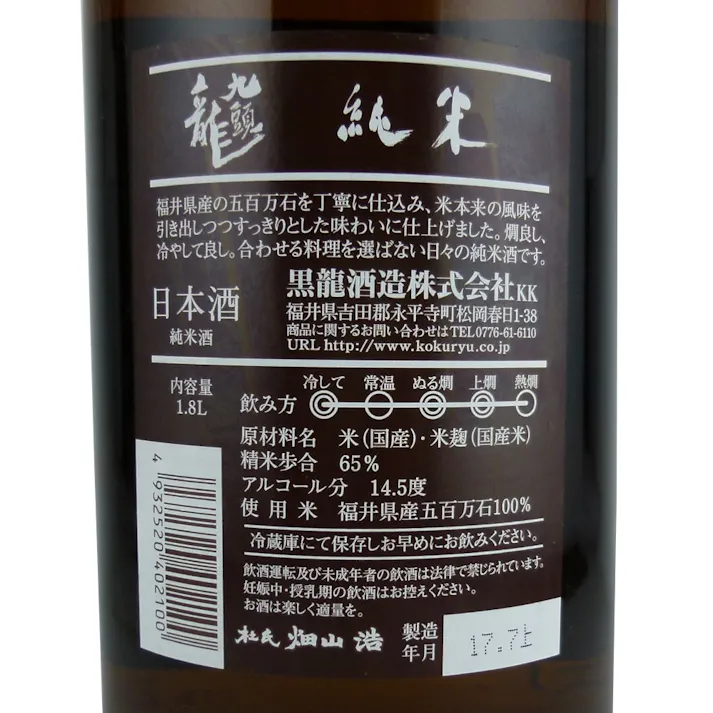 九頭龍 純米
福井県産の五百万石を丁寧に仕込み、米本来の風味を
引き出しつつすっきりとした味わいに仕上げました。燗良し、
冷やして良し。合わせる料理を選ばない日々の純米酒です。
日本酒
純米酒
黒龍酒造株式会社KK
福井県吉田郡永平寺町松岡春日1-38
商品に関するお問い合わせはTEL0776-61-6110
URL http://www.kokuryu.co.jp
内容量
1.8L
冷して 常温 ぬる燗 上燗 熱燗
飲み方
原材料名 米(国産)・米麹(国産米)
精米歩合 65%
アルコール分 14.5度
使用米 福井県産五百万石100%
冷蔵庫にて保存しお早めにお飲みください。
飲酒運転及び未成年者の飲酒は法律で禁じられています。
妊娠中・授乳期の飲酒はお控えください。
お酒は楽しく適量を。
杜氏 畑山 浩
製造
年月
17.7上
4932520402100